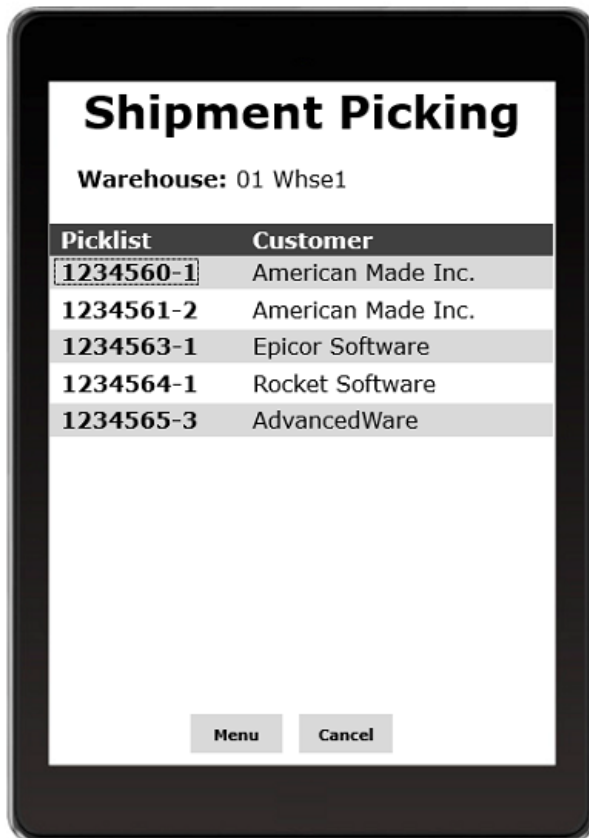 Shipment Picking
Warehouse: 01 Whse1
Picklist Customer
1234560-1 American Made Inc.
1234561-2 American Made Inc.
1234563-1 Epicor Software
1234564-1 Rocket Software
1234565-3 AdvancedWare
Menu Cancel